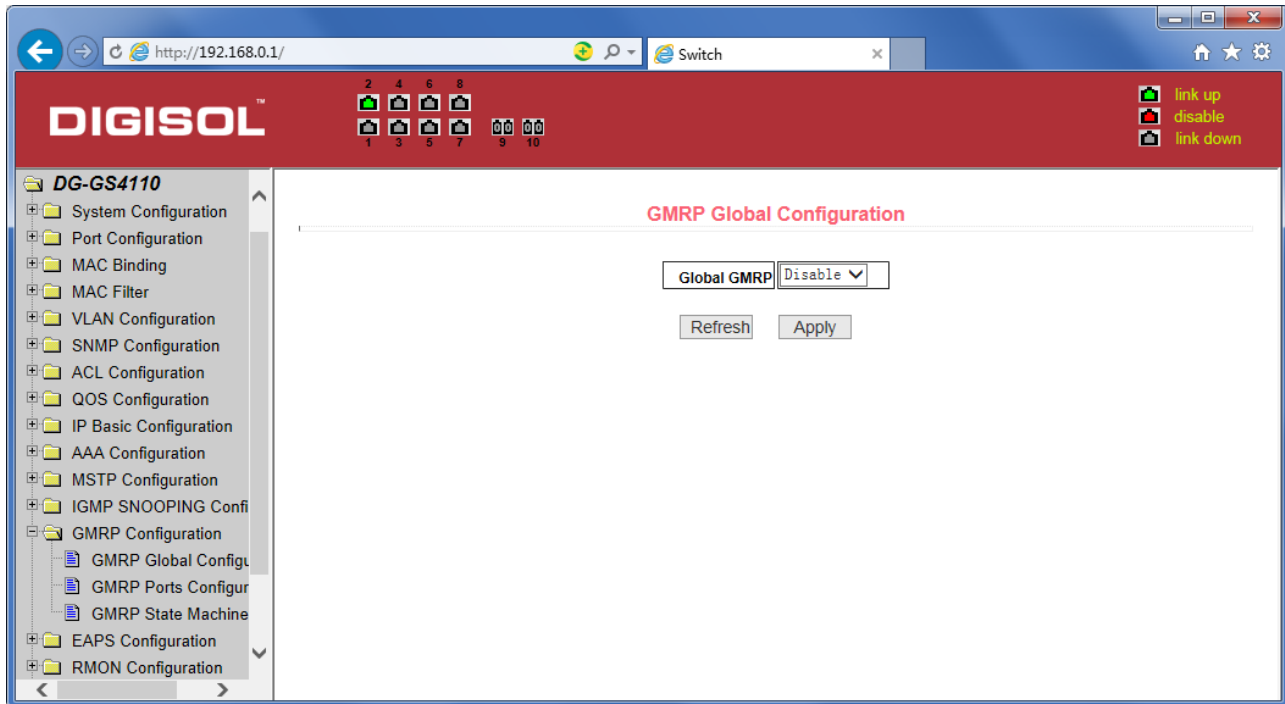 http://192.168.0.1/
Switch
DIGISOL™
2 4 6 8
1 3 5 7 9 10
link up
disable
link down
DG-GS4110
System Configuration
Port Configuration
MAC Binding
MAC Filter
VLAN Configuration
SNMP Configuration
ACL Configuration
QOS Configuration
IP Basic Configuration
AAA Configuration
MSTP Configuration
IGMP SNOOPING Confi
GMRP Configuration
GMRP Global Configu
GMRP Ports Configur
GMRP State Machine
EAPS Configuration
RMON Configuration
GMRP Global Configuration
Global GMRP Disable
Refresh Apply